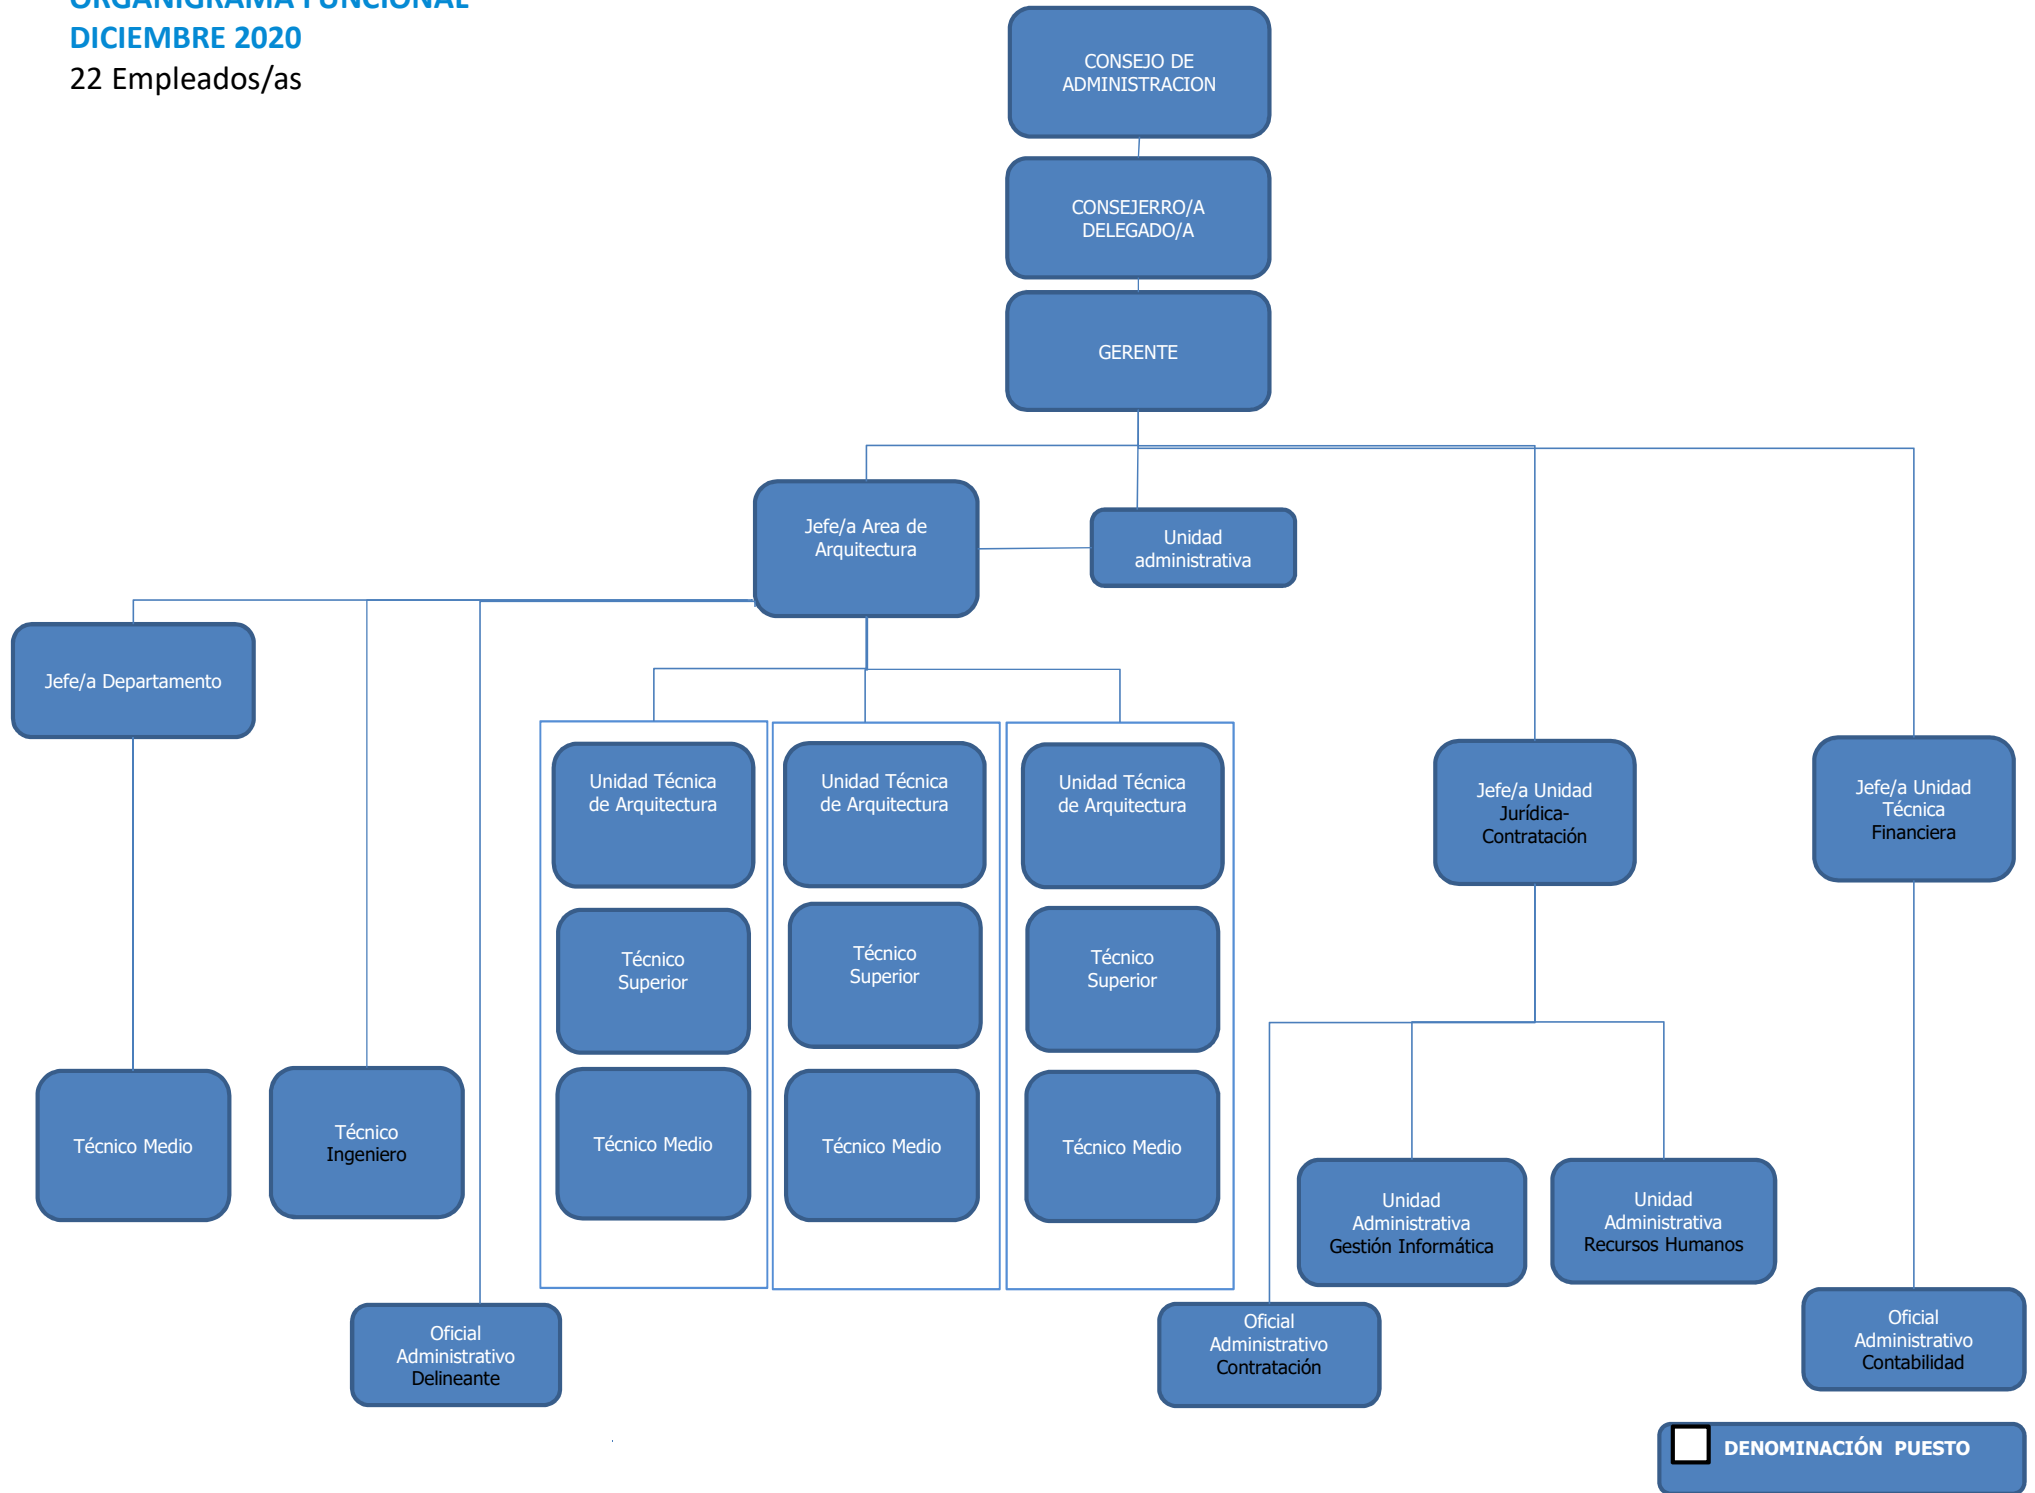 ORGANIGRAMA FUNCIONAL
DICIEMBRE 2020
22 Empleados/as
CONSEJO DE
ADMINISTRACION
CONSEJERRO/A
DELEGADO/A
GERENTE
Jefe/a Area de
Arquitectura
Unidad
administrativa
Jefe/a Departamento
Unidad Técnica
de Arquitectura
Unidad Técnica
de Arquitectura
Unidad Técnica
de Arquitectura
Jefe/a Unidad
Jurídica-
Contratación
Jefe/a Unidad
Técnica
Financiera
Técnico
Superior
Técnico
Superior
Técnico
Superior
Técnico Medio
Técnico
Ingeniero
Técnico Medio
Técnico Medio
Técnico Medio
Unidad
Administrativa
Gestión Informática
Unidad
Administrativa
Recursos Humanos
Oficial
Administrativo
Delineante
Oficial
Administrativo
Contratación
Oficial
Administrativo
Contabilidad
DENOMINACIÓN PUESTO